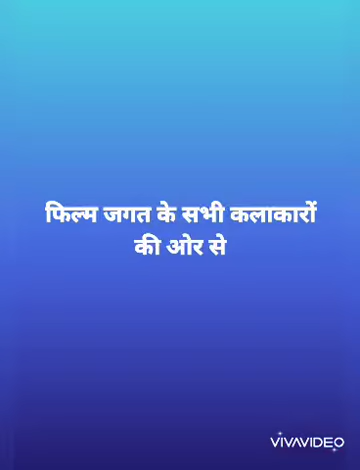 फिल्म जगत के सभी कलाकारों
की ओर से
VIVAVIDEO